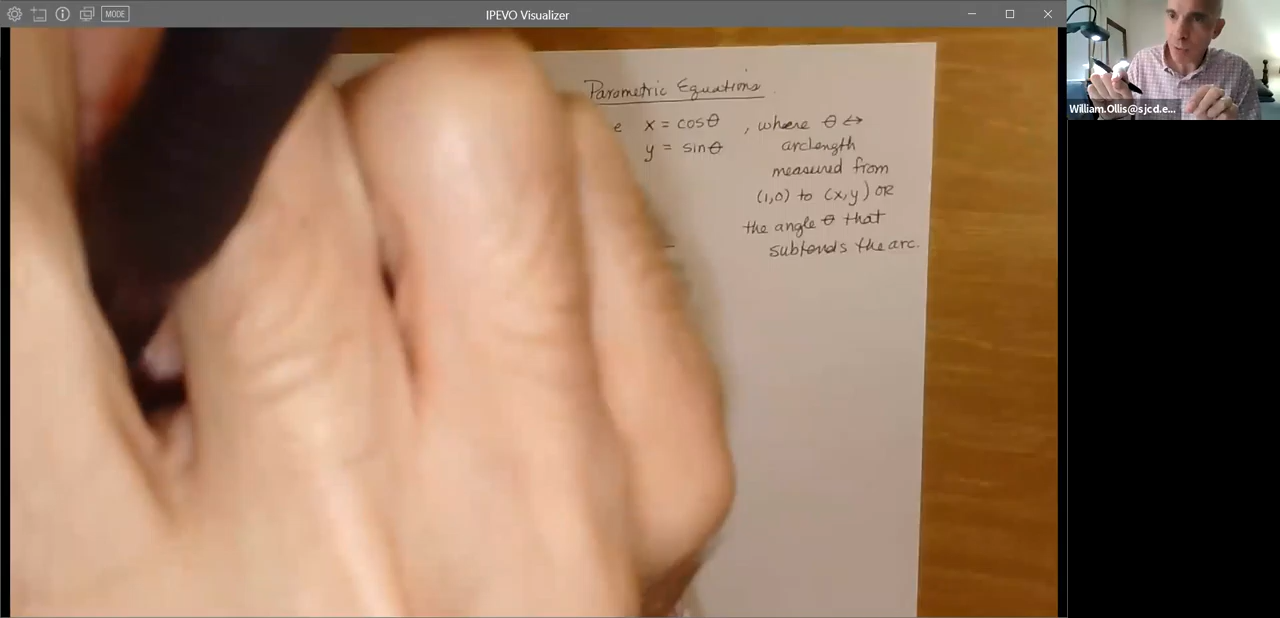 MODE
IPEVO Visualizer
William.Ollis@sjcd.e...
Parametric Equations
e x = cosθ , where θ ↔
y = sinθ arclength
measured from
(1,0) to (x,y) OR
the angle θ that
subtends the arc.